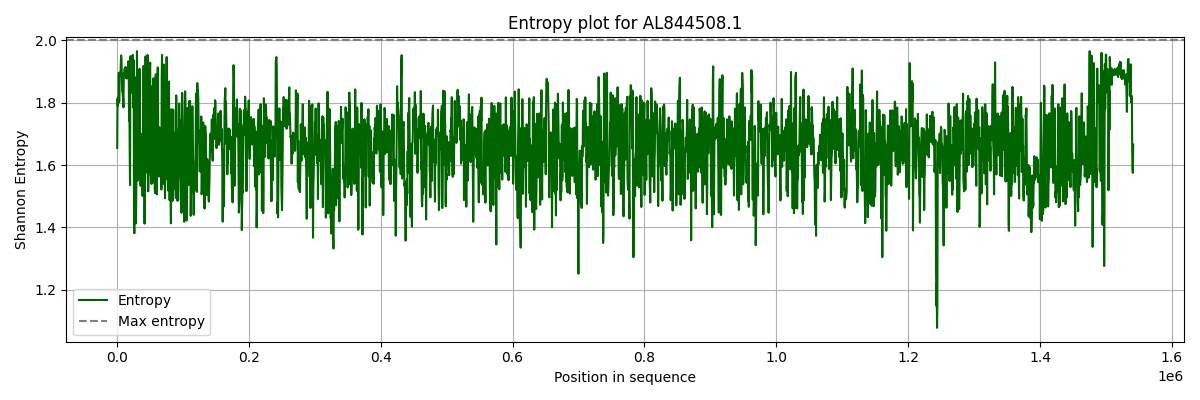 Entropy plot for AL844508.1
Shannon Entropy
2.0
1.8
1.6
1.4
1.2
Entropy
Max entropy
0.0 0.2 0.4 0.6 0.8 1.0 1.2 1.4 1.6
1e6
Position in sequence